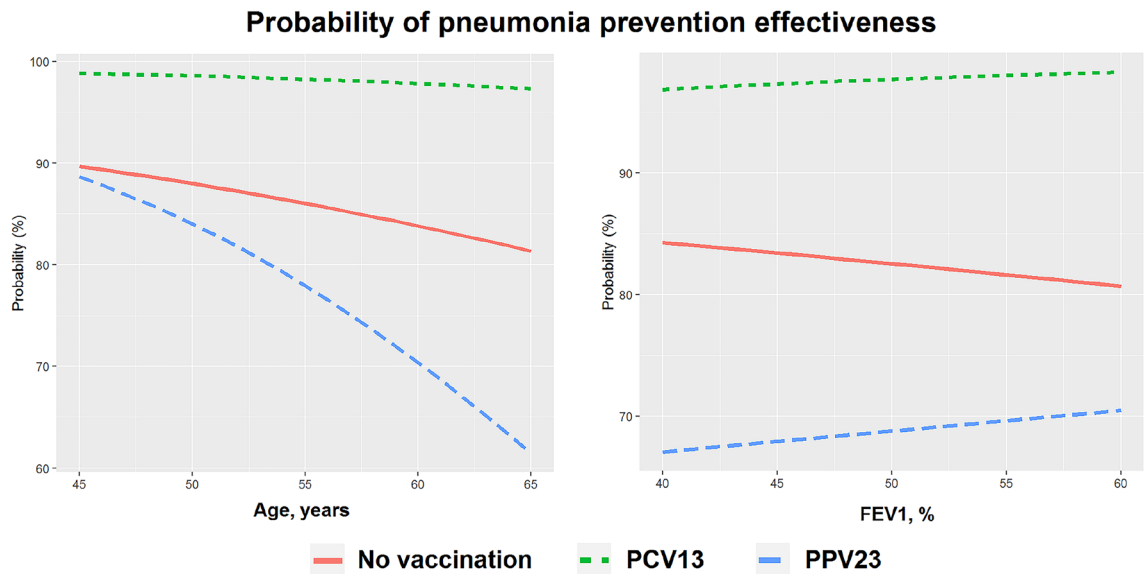 Probability of pneumonia prevention effectiveness
Probability (%)
100
90
80
70
60
45
50
55
60
65
Age, years
Probability (%)
90
80
70
40
45
50
55
60
FEV1, %
No vaccination
PCV13
PPV23